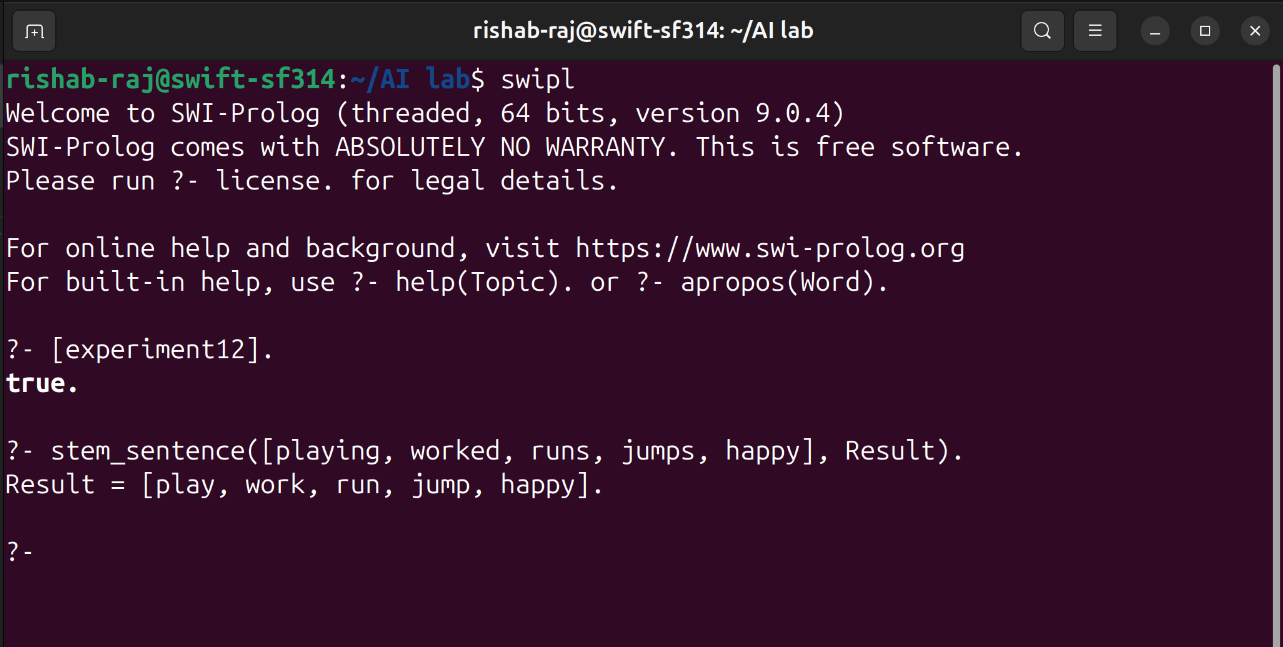 rishab-raj@swift-sf314: ~/AI lab
rishab-raj@swift-sf314:~/AI lab$ swipl
Welcome to SWI-Prolog (threaded, 64 bits, version 9.0.4)
SWI-Prolog comes with ABSOLUTELY NO WARRANTY. This is free software.
Please run ?- license. for legal details.
For online help and background, visit https://www.swi-prolog.org
For built-in help, use ?- help(Topic). or ?- apropos(Word).
?- [experiment12].
true.
?- stem_sentence([playing, worked, runs, jumps, happy], Result).
Result = [play, work, run, jump, happy].
?-